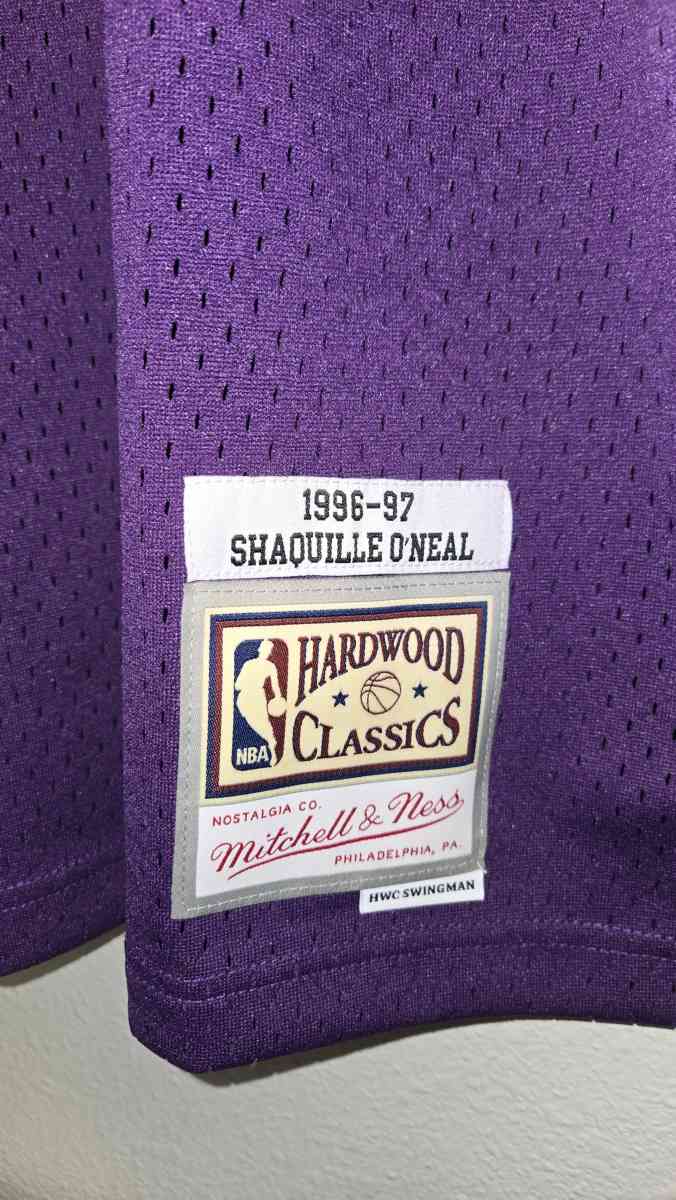 1996-97
SHAQUILLE O'NEAL
HARDWOOD
CLASSICS
NBA
NOSTALGIA CO.
Mitchell & Ness
PHILADELPHIA, PA.
HWC SWINGMAN